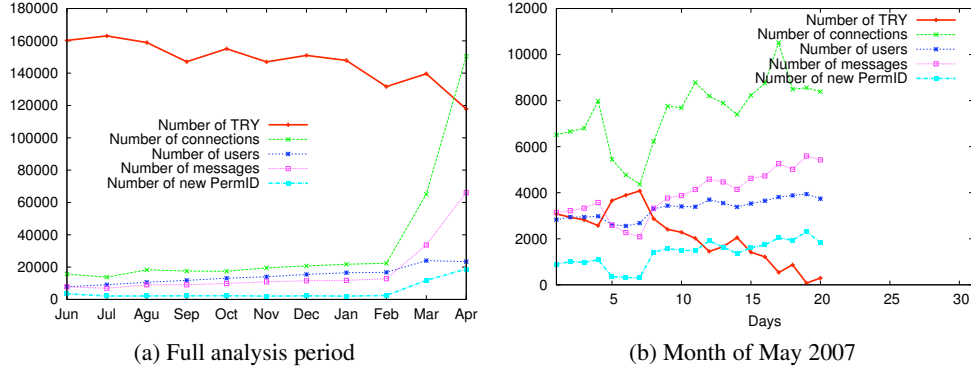 180000
160000
140000
120000
100000
80000
60000
40000
20000
0
Number of TRY
Number of connections
Number of users
Number of messages
Number of new PermID
Jun Jul Agu Sep Oct Nov Dec Jan Feb Mar Apr
(a) Full analysis period
12000
10000
8000
6000
4000
2000
0
Number of TRY
Number of connections
Number of users
Number of messages
Number of new PermID
5 10 15 20 25 30
Days
(b) Month of May 2007